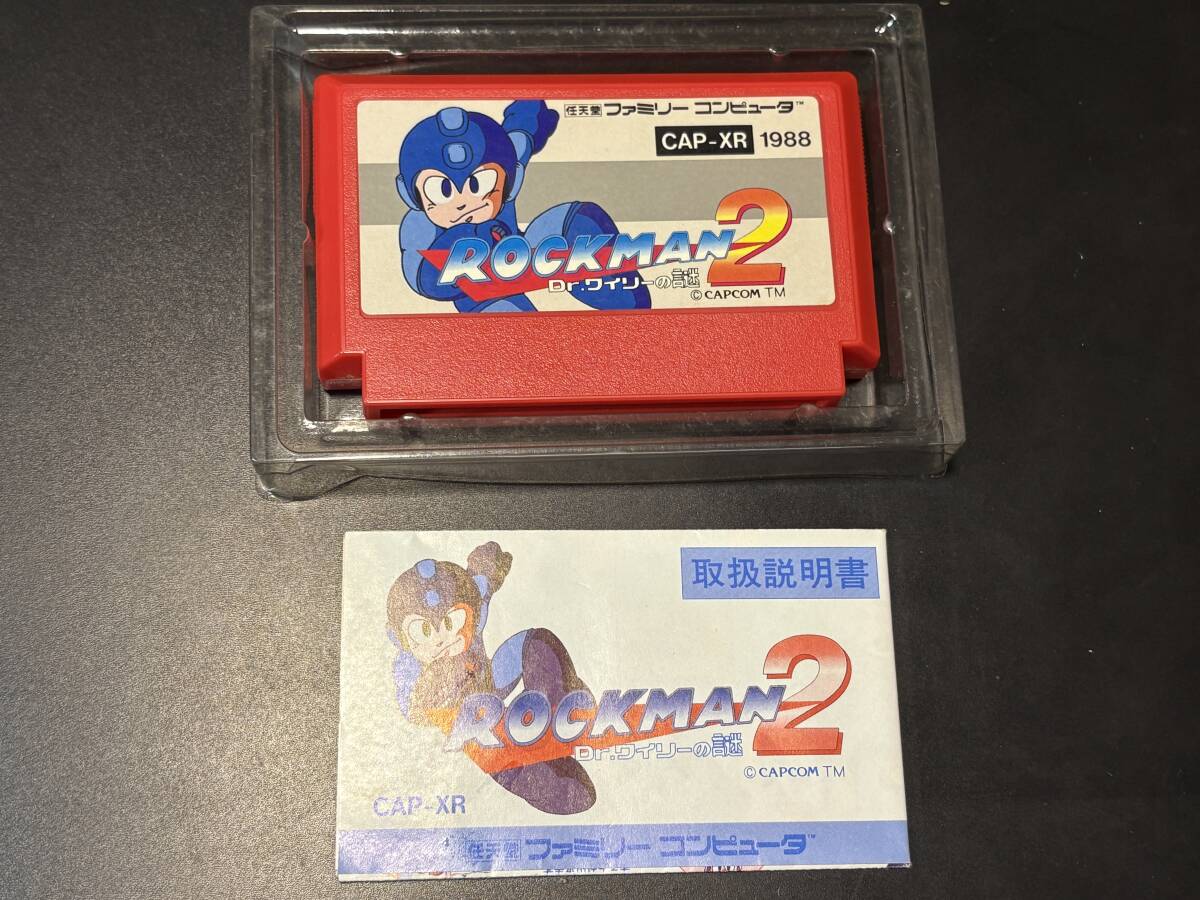 任天堂 ファミリー コンピュータ™
CAP-XR 1988
ROCKMAN 2
Dr.ワイリーの謎
©CAPCOM TM
取扱説明書
ROCKMAN 2
Dr.ワイリーの謎
©CAPCOM TM
CAP-XR
任天堂 ファミリー コンピュータ™